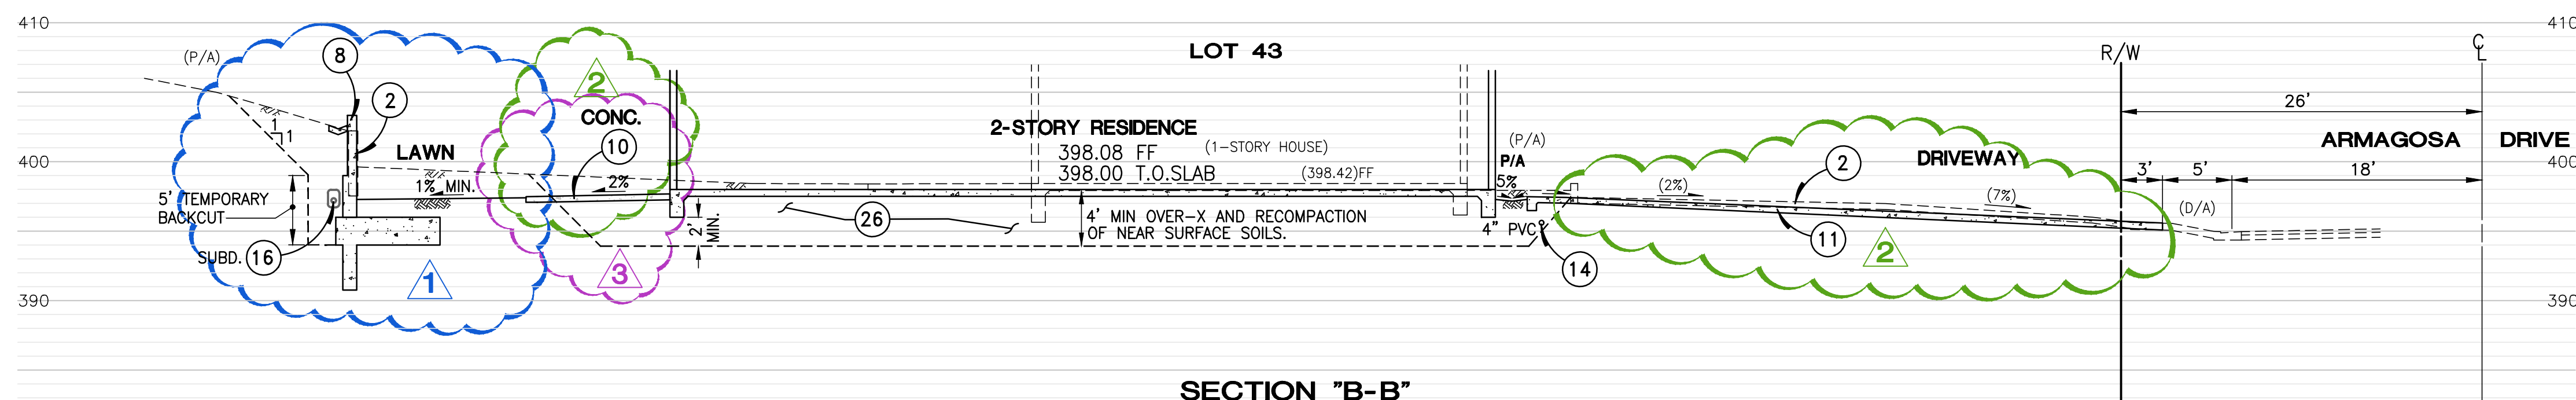 410
410
LOT 43
(P/A)
8
2
R/W
CL
2
26'
CONC.
2-STORY RESIDENCE
398.08 FF (1-STORY HOUSE)
398.00 T.O.SLAB (398.42)FF
(P/A)
P/A
5%
1
1
LAWN
10
2
DRIVEWAY
ARMAGOSA DRIVE
400
400
1% MIN.
2%
(2%)
(7%)
3'
5'
18'
5' TEMPORARY
BACKCUT
26
2' MIN.
4' MIN OVER-X AND RECOMPACTION
OF NEAR SURFACE SOILS.
4" PVC
(D/A)
11
SUBD. 16
14
1
3
2
390
390
SECTION "B-B"